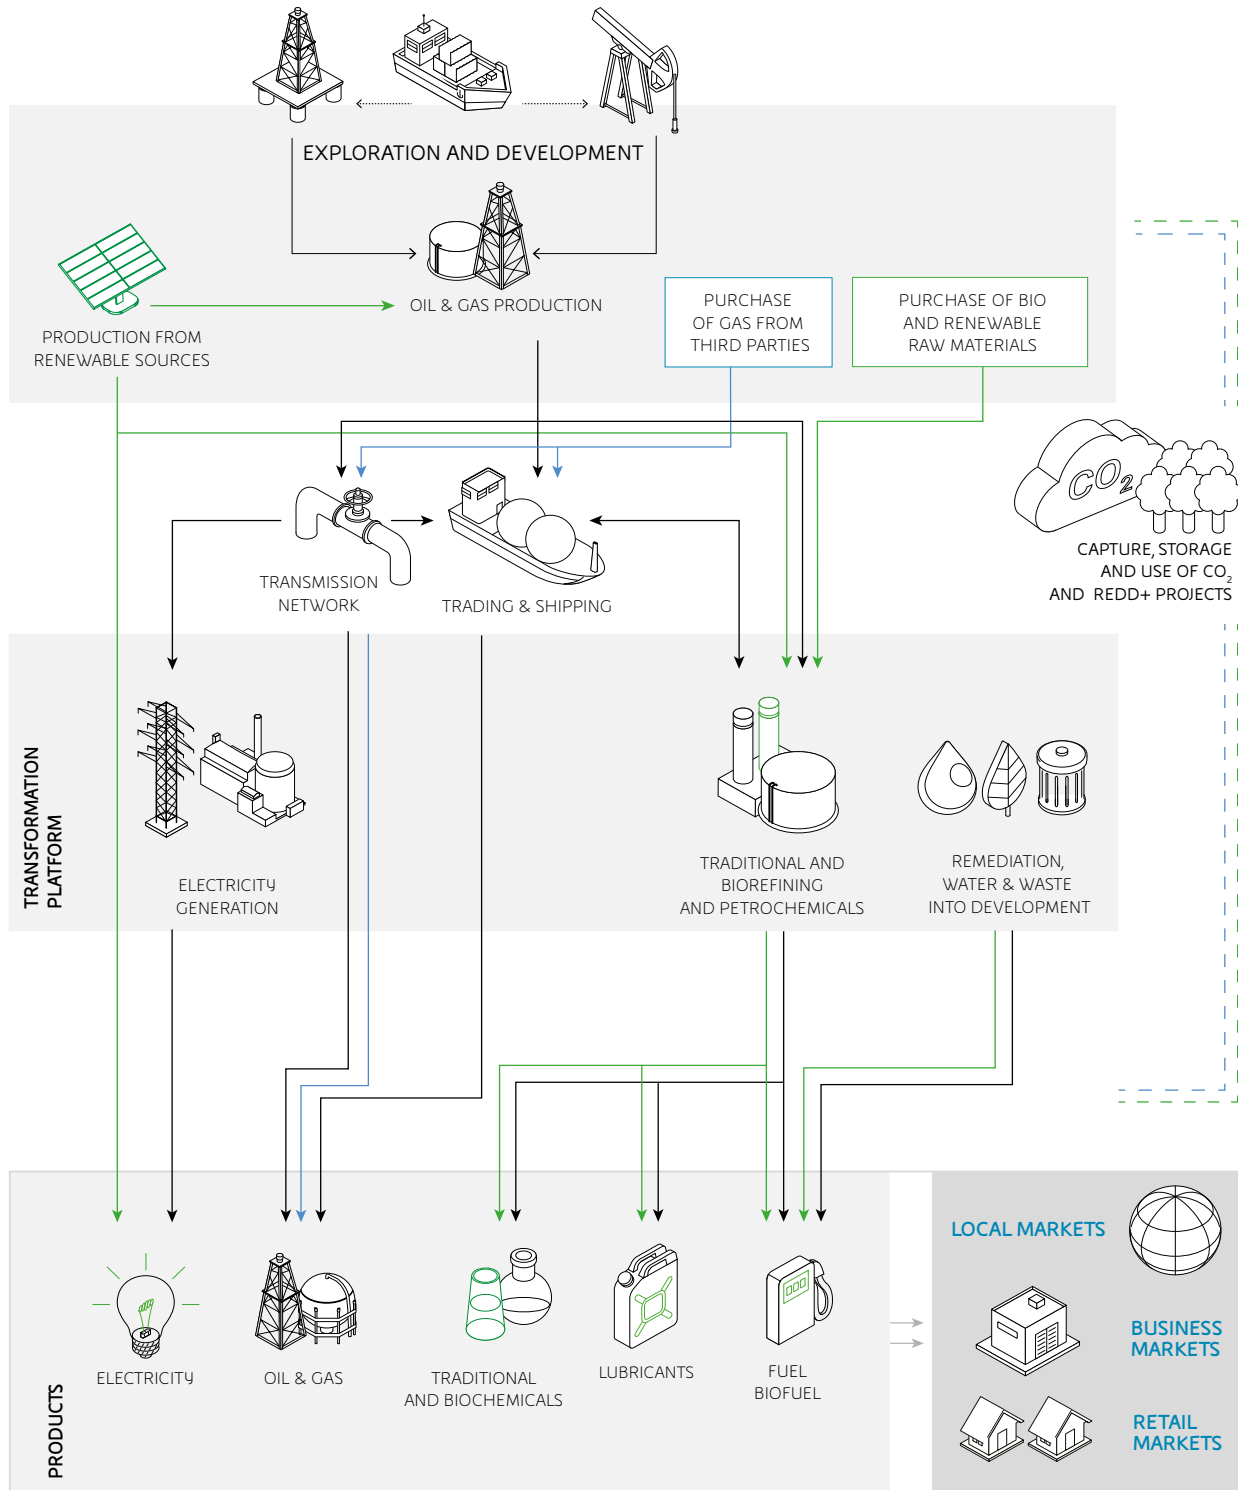 EXPLORATION AND DEVELOPMENT
OIL & GAS PRODUCTION
PRODUCTION FROM
RENEWABLE SOURCES
PURCHASE
OF GAS FROM
THIRD PARTIES
PURCHASE OF BIO
AND RENEWABLE
RAW MATERIALS
CO2
CAPTURE, STORAGE
AND USE OF CO2
AND REDD+ PROJECTS
TRANSMISSION
NETWORK
TRADING & SHIPPING
TRANSFORMATION
PLATFORM
ELECTRICITY
GENERATION
TRADITIONAL AND
BIOREFINING
AND PETROCHEMICALS
REMEDIATION,
WATER & WASTE
INTO DEVELOPMENT
PRODUCTS
ELECTRICITY
OIL & GAS
TRADITIONAL
AND BIOCHEMICALS
LUBRICANTS
FUEL
BIOFUEL
LOCAL MARKETS
BUSINESS
MARKETS
RETAIL
MARKETS